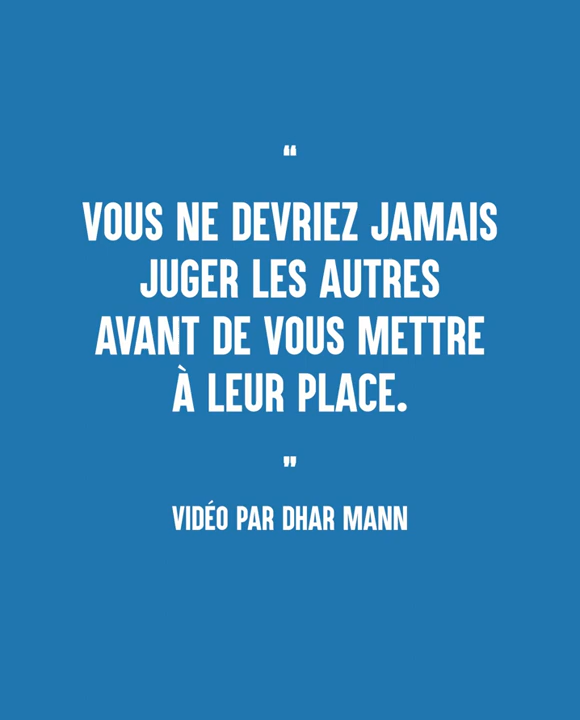 “
VOUS NE DEVRIEZ JAMAIS
JUGER LES AUTRES
AVANT DE VOUS METTRE
À LEUR PLACE.
”
VIDÉO PAR DHAR MANN